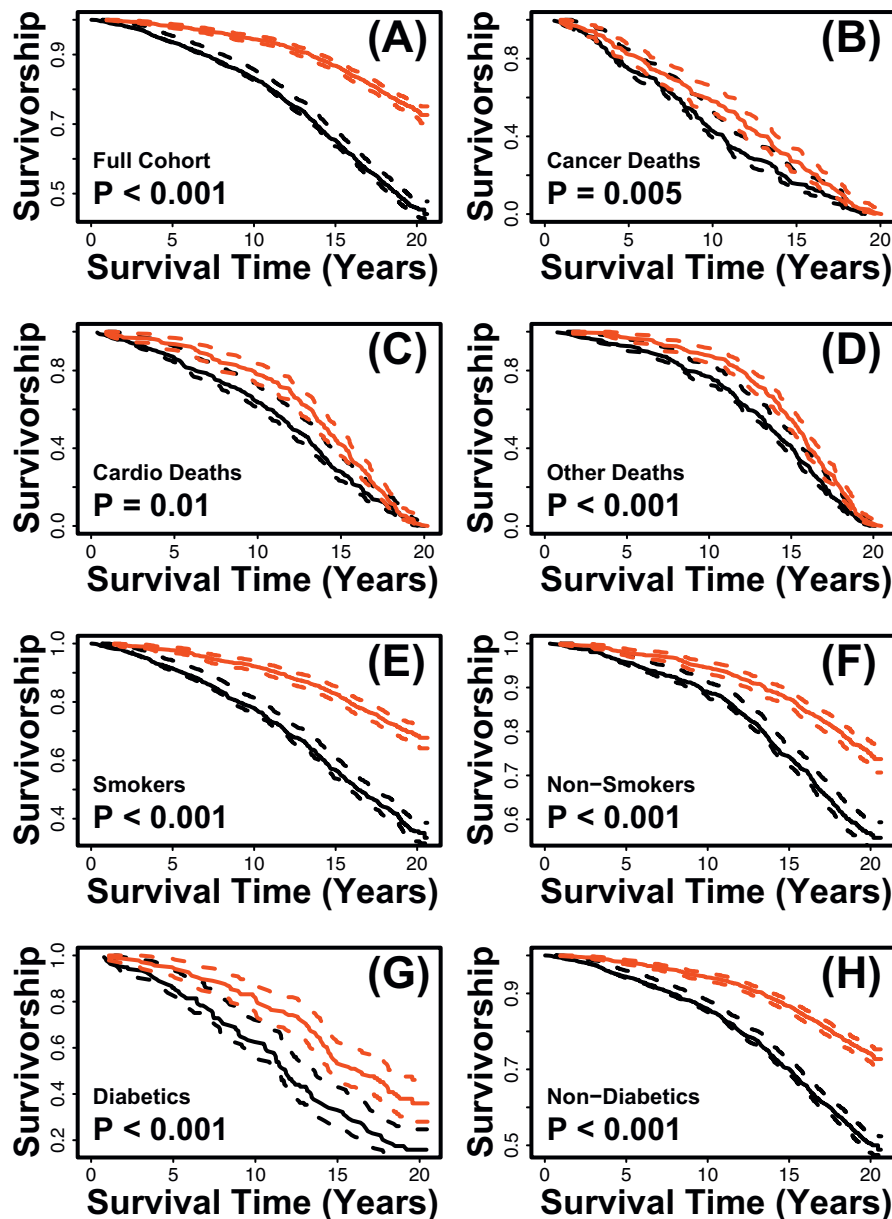 (A)
Survivorship
0.9
0.7
0.5
Full Cohort
P < 0.001
0 5 10 15 20
Survival Time (Years)
(B)
Survivorship
0.8
0.4
0.0
Cancer Deaths
P = 0.005
0 5 10 15 20
Survival Time (Years)
(C)
Survivorship
0.8
0.4
0.0
Cardio Deaths
P = 0.01
0 5 10 15 20
Survival Time (Years)
(D)
Survivorship
0.8
0.4
0.0
Other Deaths
P < 0.001
0 5 10 15 20
Survival Time (Years)
(E)
Survivorship
1.0
0.8
0.6
0.4
Smokers
P < 0.001
0 5 10 15 20
Survival Time (Years)
(F)
Survivorship
1.0
0.9
0.8
0.7
0.6
Non−Smokers
P < 0.001
0 5 10 15 20
Survival Time (Years)
(G)
Survivorship
1.0
0.8
0.6
0.4
0.2
Diabetics
P < 0.001
0 5 10 15 20
Survival Time (Years)
(H)
Survivorship
0.9
0.7
0.5
Non−Diabetics
P < 0.001
0 5 10 15 20
Survival Time (Years)